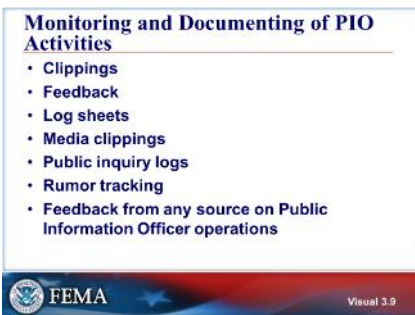 Monitoring and Documenting of PIO
Activities
• Clippings
• Feedback
• Log sheets
• Media clippings
• Public inquiry logs
• Rumor tracking
• Feedback from any source on Public
Information Officer operations
FEMA
Visual 3.9